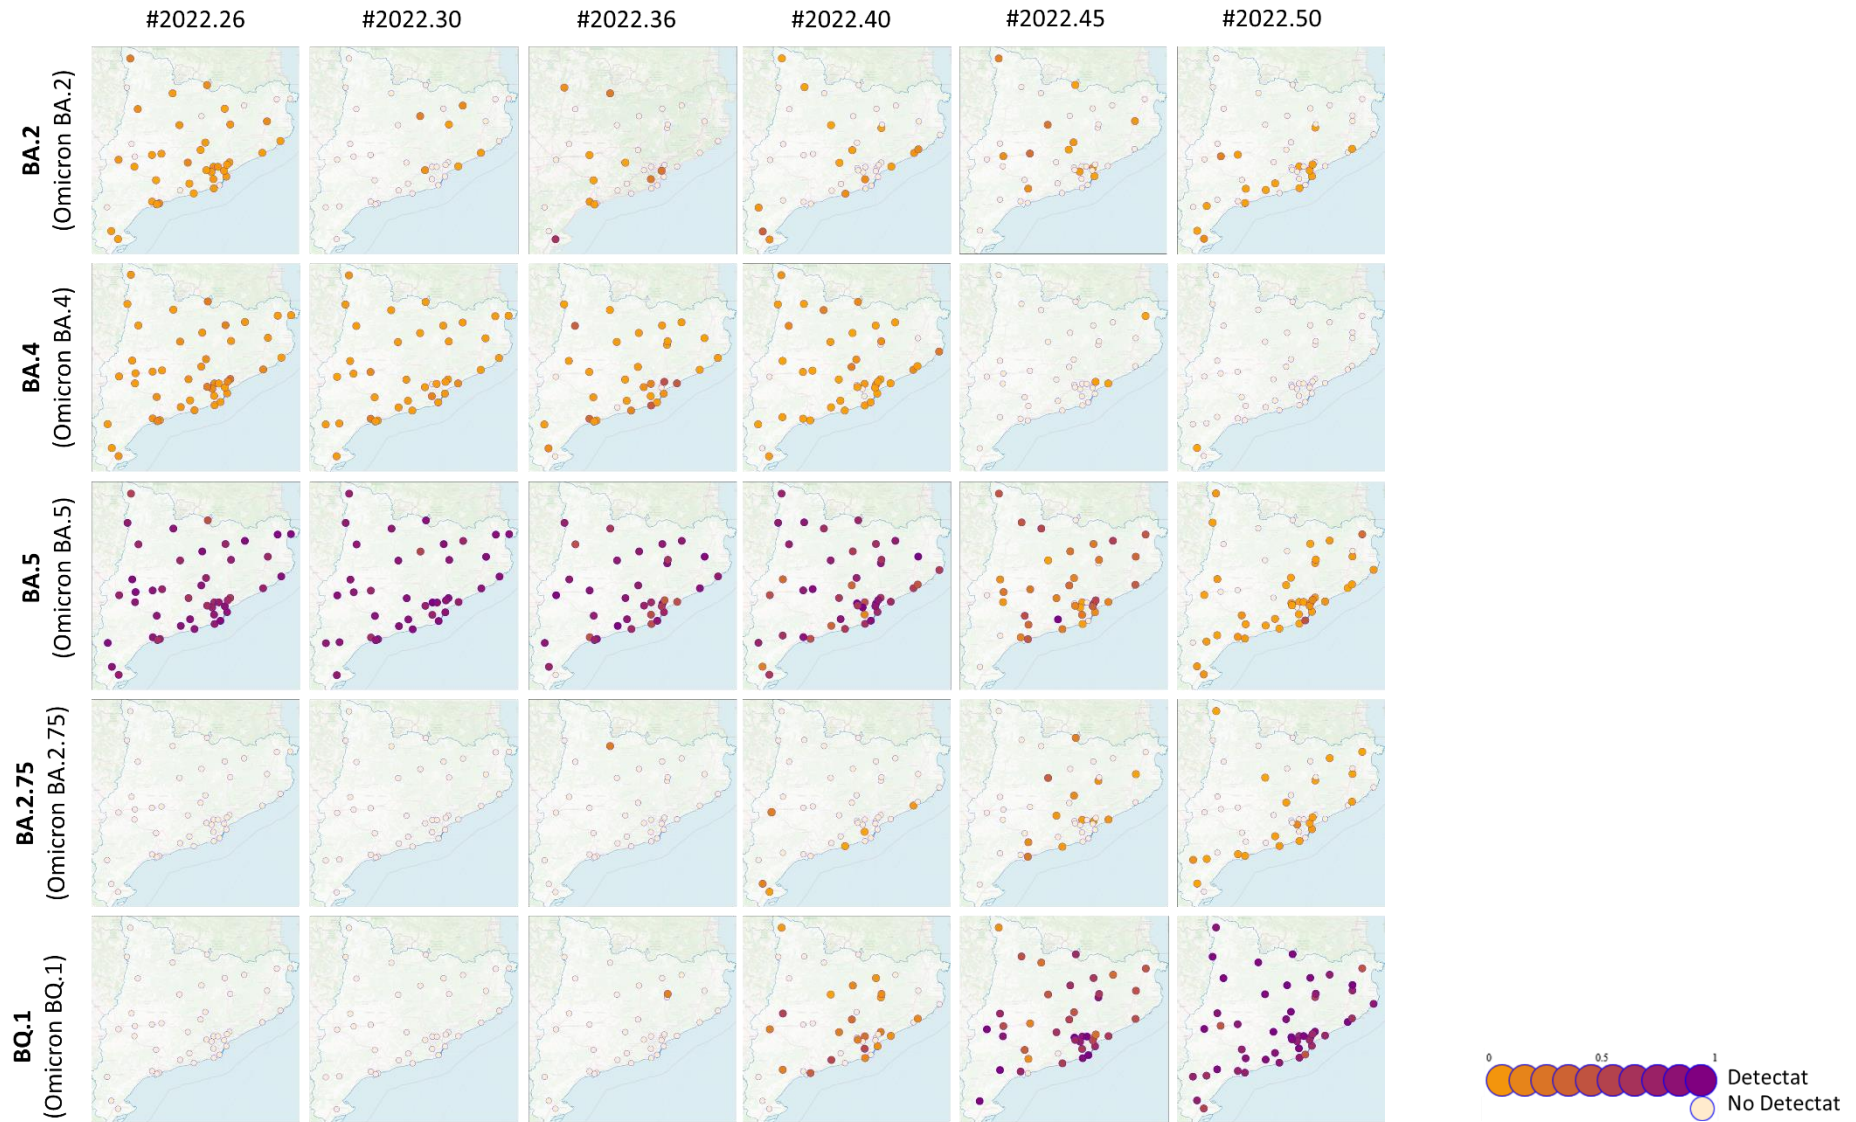 #2022.26 #2022.30 #2022.36 #2022.40 #2022.45 #2022.50
BA.2
(Omicron BA.2)
BA.4
(Omicron BA.4)
BA.5
(Omicron BA.5)
BA.2.75
(Omicron BA.2.75)
BQ.1
(Omicron BQ.1)
0 0.5 1
Detectat
No Detectat